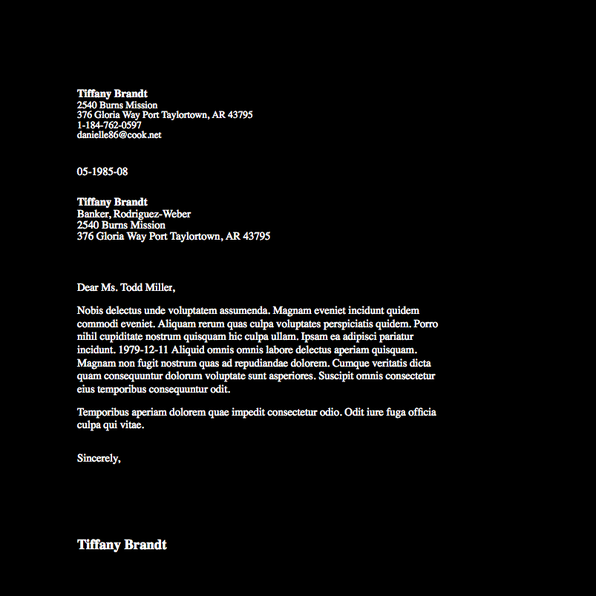 Tiffany Brandt
2540 Burns Mission
376 Gloria Way Port Taylortown, AR 43795
1-184-762-0597
danielle86@cook.net
05-1985-08
Tiffany Brandt
Banker, Rodriguez-Weber
2540 Burns Mission
376 Gloria Way Port Taylortown, AR 43795
Dear Ms. Todd Miller,
Nobis delectus unde voluptatem assumenda. Magnam eveniet incidunt quidem
commodi eveniet. Aliquam rerum quas culpa voluptates perspiciatis quidem. Porro
nihil cupiditate nostrum quisquam hic culpa ullam. Ipsam ea adipisci pariatur
incidunt. 1979-12-11 Aliquid omnis omnis labore delectus aperiam quisquam.
Magnam non fugit nostrum quas ad repudiandae dolorem. Cumque veritatis dicta
quam consequuntur dolorum voluptate sunt asperiores. Suscipit omnis consectetur
eius temporibus consequuntur odit.
Temporibus aperiam dolorem quae impedit consectetur odio. Odit iure fuga officia
culpa qui vitae.
Sincerely,
Tiffany Brandt